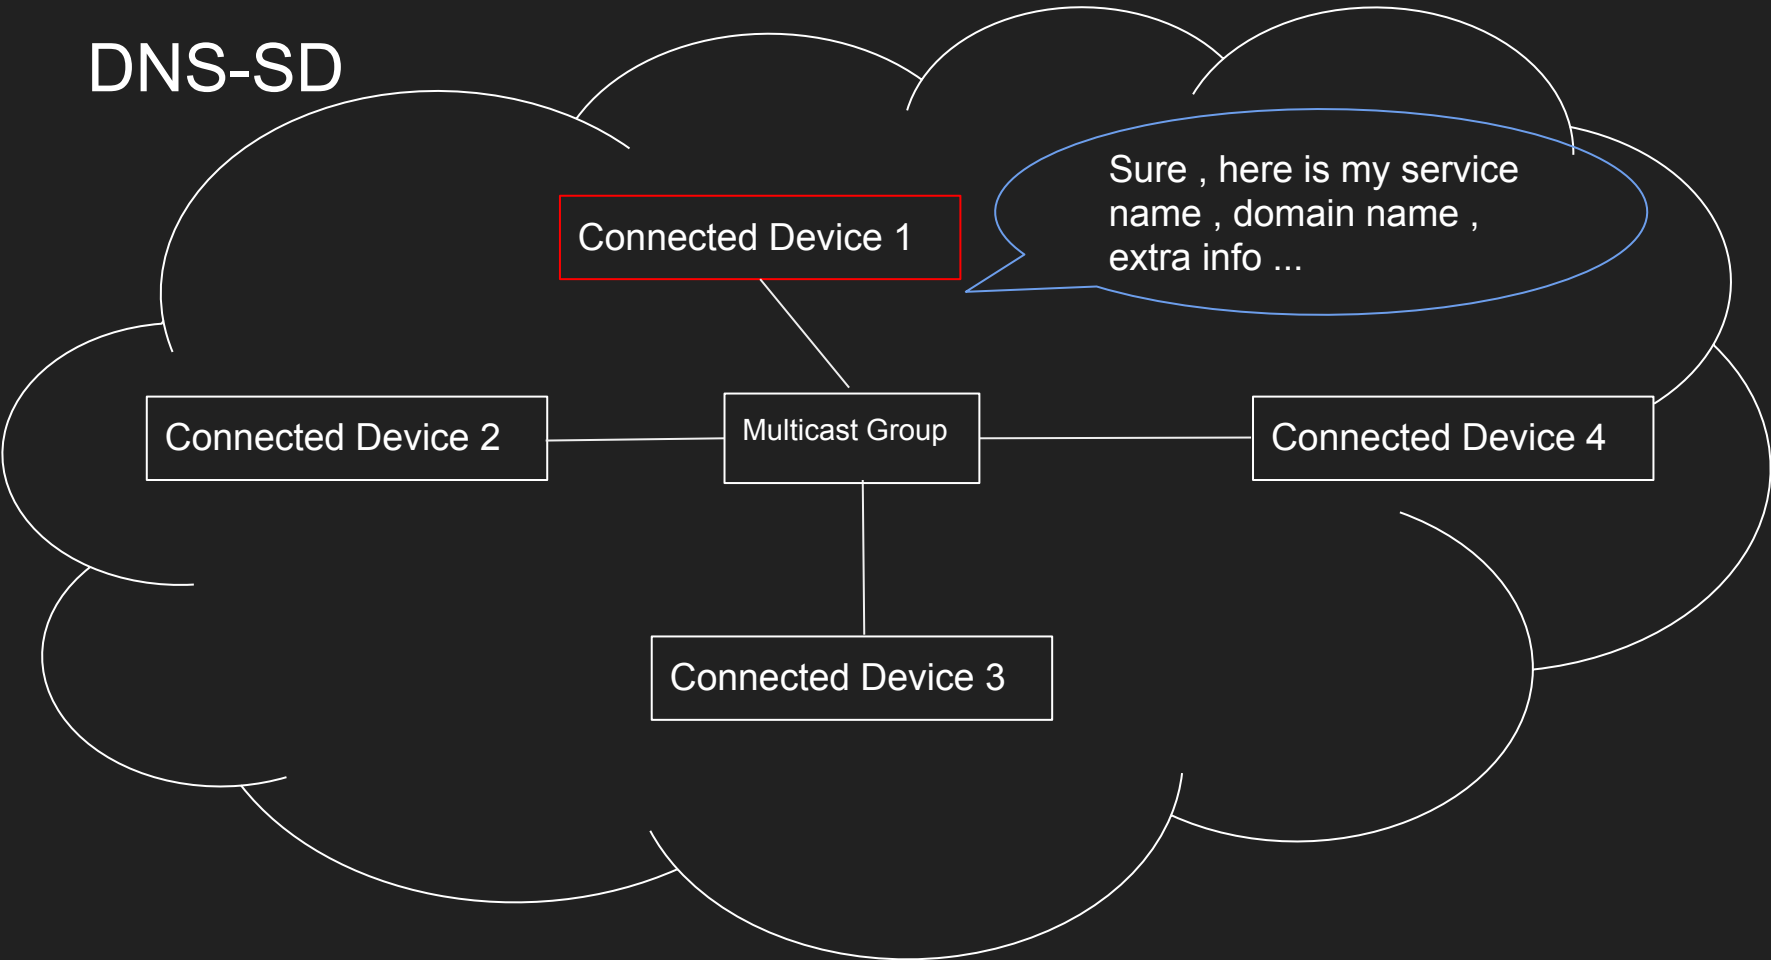 DNS-SD
Sure , here is my service
name , domain name ,
extra info ...
Connected Device 1
Connected Device 2
Multicast Group
Connected Device 4
Connected Device 3